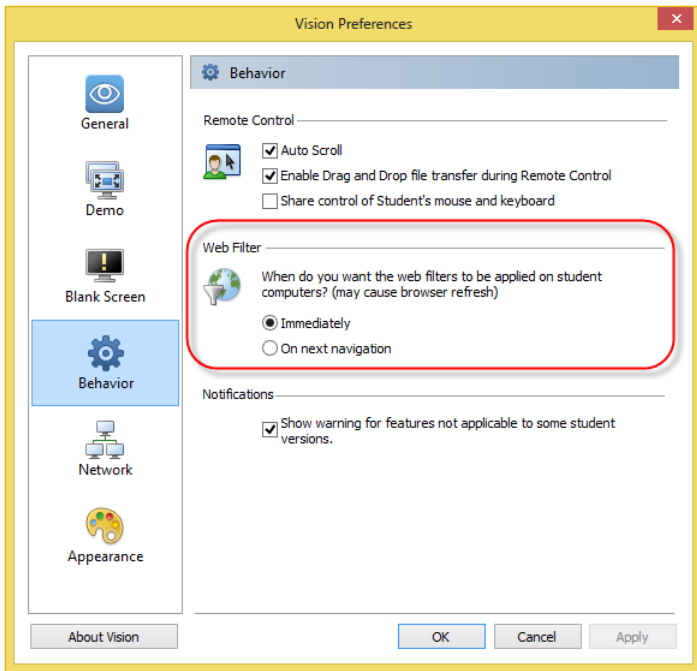 Vision Preferences
General
Demo
Blank Screen
Behavior
Network
Appearance
About Vision
Behavior
Remote Control
Auto Scroll
Enable Drag and Drop file transfer during Remote Control
Share control of Student's mouse and keyboard
Web Filter
When do you want the web filters to be applied on student
computers? (may cause browser refresh)
Immediately
On next navigation
Notifications
Show warning for features not applicable to some student
versions.
OK
Cancel
Apply